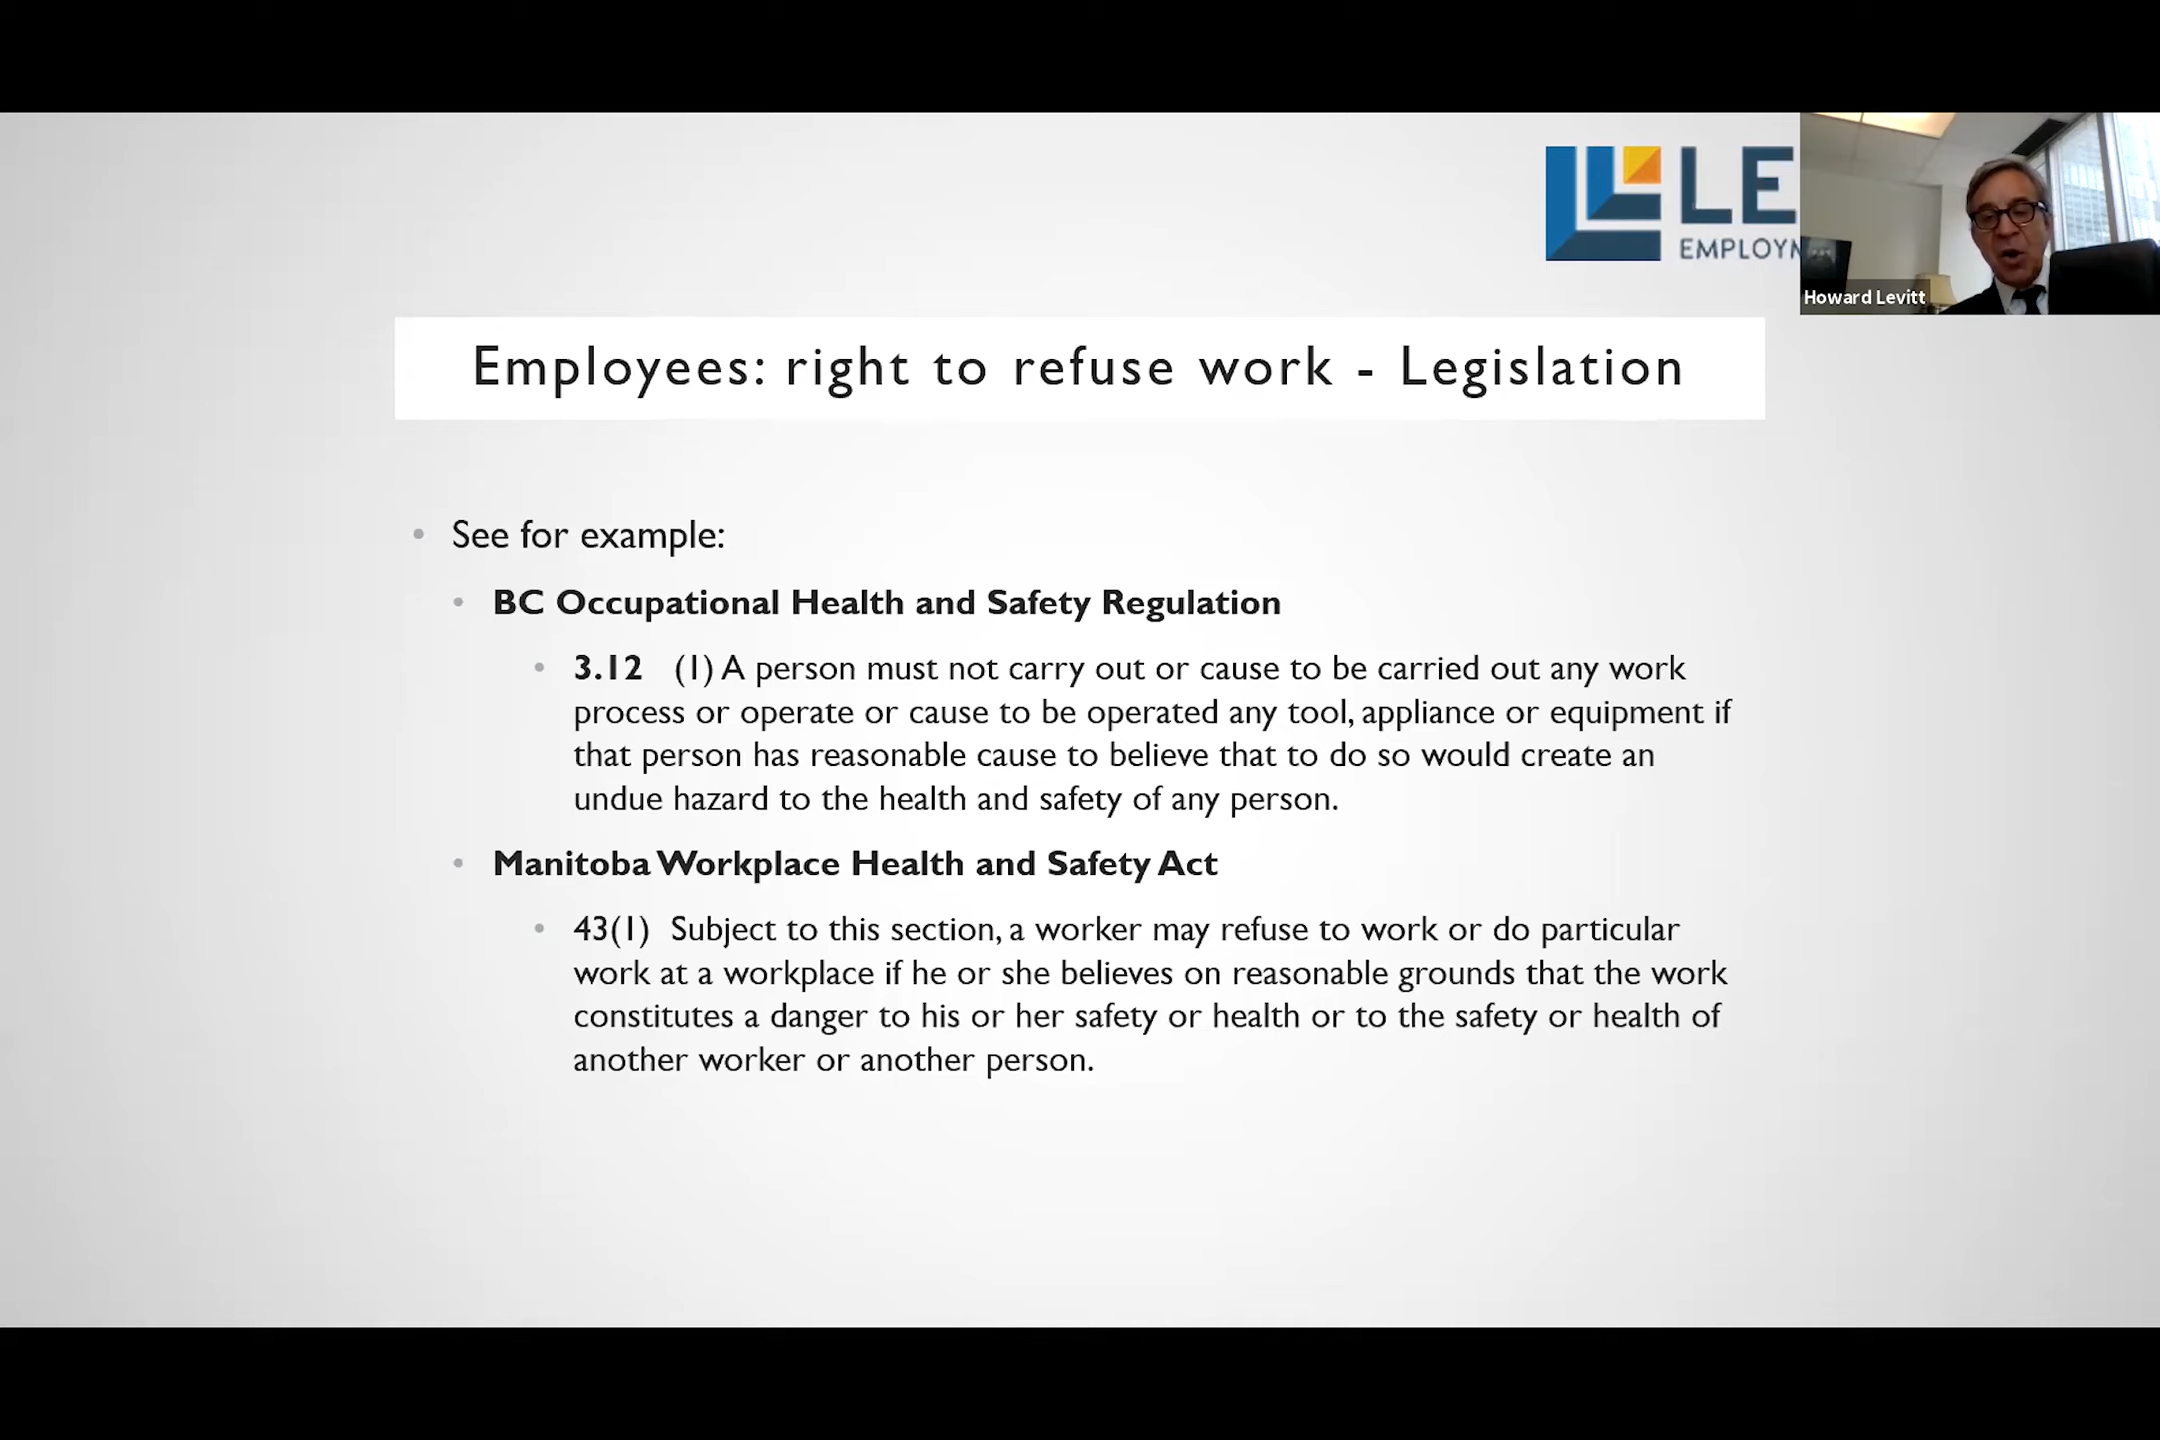 LE
EMPLOYM
Howard Levitt
Employees: right to refuse work - Legislation
• See for example:
• BC Occupational Health and Safety Regulation
• 3.12 (1) A person must not carry out or cause to be carried out any work
process or operate or cause to be operated any tool, appliance or equipment if
that person has reasonable cause to believe that to do so would create an
undue hazard to the health and safety of any person.
• Manitoba Workplace Health and Safety Act
• 43(1) Subject to this section, a worker may refuse to work or do particular
work at a workplace if he or she believes on reasonable grounds that the work
constitutes a danger to his or her safety or health or to the safety or health of
another worker or another person.